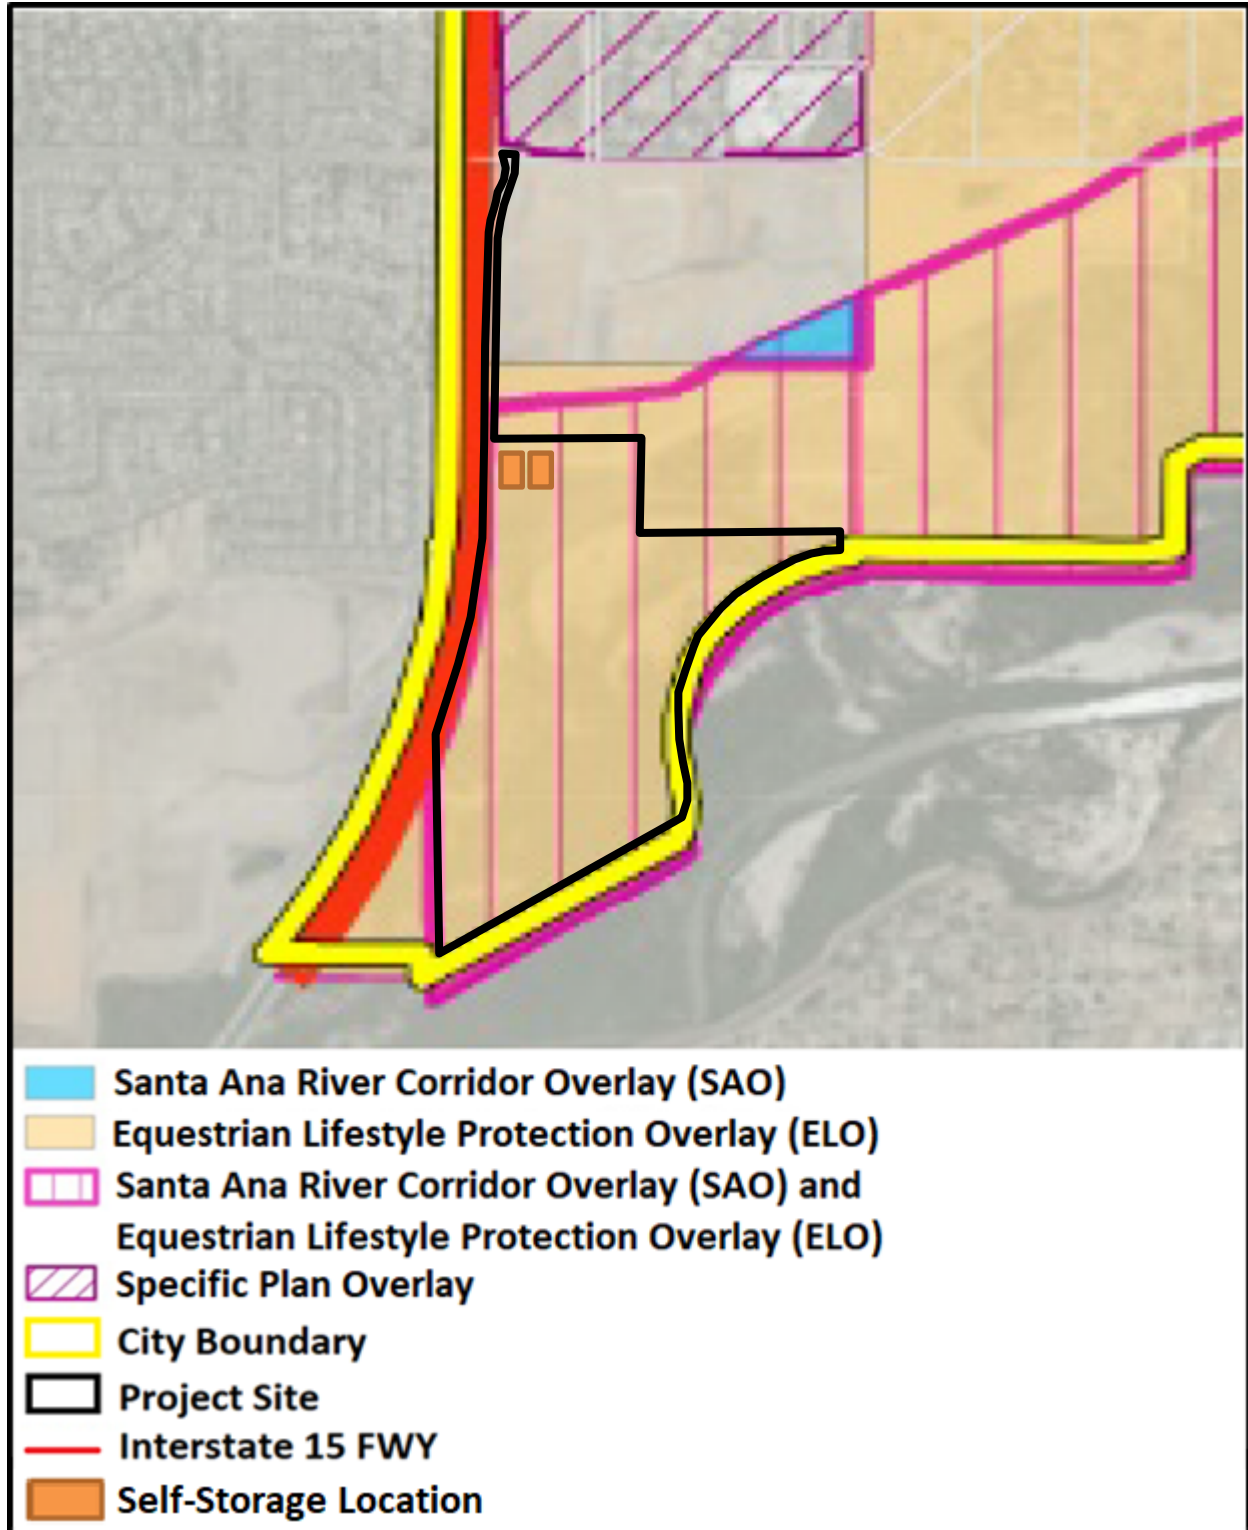 Santa Ana River Corridor Overlay (SAO)
Equestrian Lifestyle Protection Overlay (ELO)
Santa Ana River Corridor Overlay (SAO) and
Equestrian Lifestyle Protection Overlay (ELO)
Specific Plan Overlay
City Boundary
Project Site
Interstate 15 FWY
Self-Storage Location